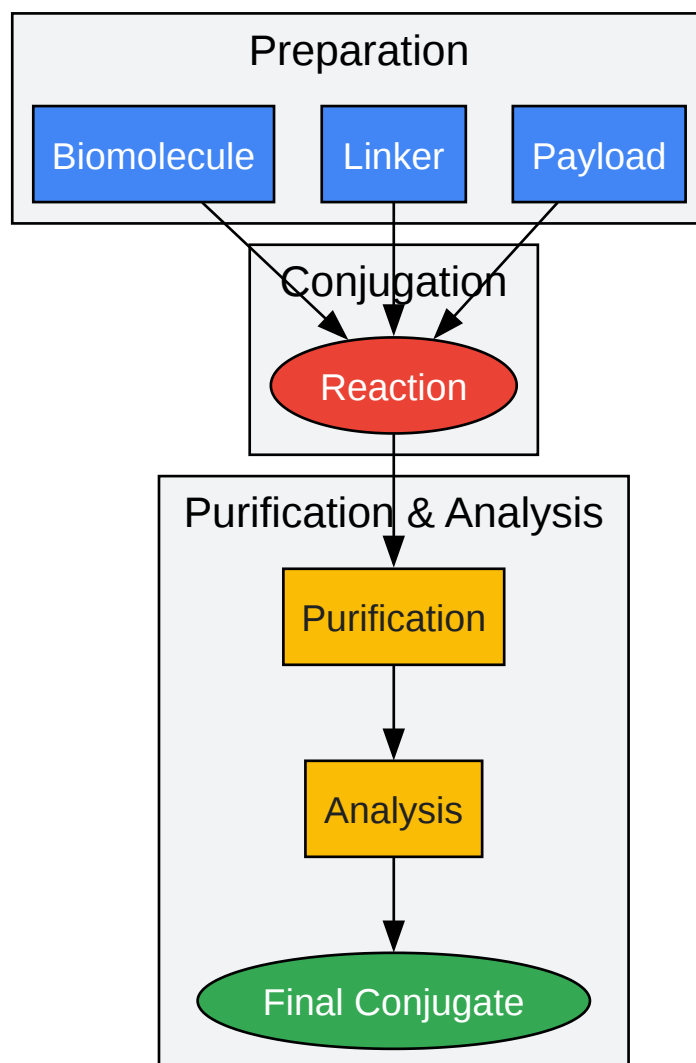 Preparation
Biomolecule
Linker
Payload
Conjugation
Reaction
Purification & Analysis
Purification
Analysis
Final Conjugate